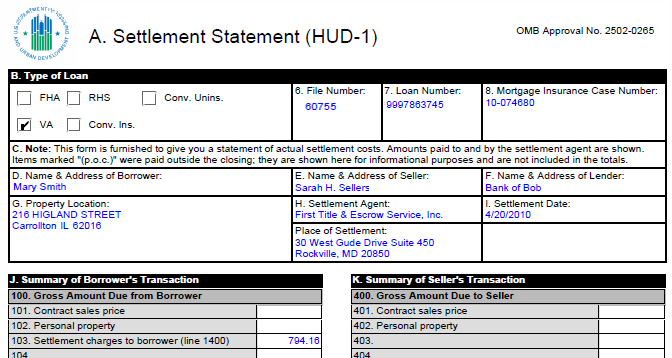 U.S. DEPARTMENT OF HOUSING AND URBAN DEVELOPMENT
A. Settlement Statement (HUD-1)
OMB Approval No. 2502-0265
B. Type of Loan
FHA RHS Conv. Unins.
VA Conv. Ins.
6. File Number:
60755
7. Loan Number:
9997863745
8. Mortgage Insurance Case Number:
10-074680
C. Note: This form is furnished to give you a statement of actual settlement costs. Amounts paid to and by the settlement agent are shown.
Items marked "(p.o.c.)" were paid outside the closing; they are shown here for informational purposes and are not included in the totals.
D. Name & Address of Borrower:
Mary Smith
E. Name & Address of Seller:
Sarah H. Sellers
F. Name & Address of Lender:
Bank of Bob
G. Property Location:
216 HIGLAND STREET
Carrollton IL 62016
H. Settlement Agent:
First Title & Escrow Service, Inc.
Place of Settlement:
30 West Gude Drive Suite 450
Rockville, MD 20850
I. Settlement Date:
4/20/2010
J. Summary of Borrower's Transaction
100. Gross Amount Due from Borrower
101. Contract sales price
102. Personal property
103. Settlement charges to borrower (line 1400) 794.16
104.
K. Summary of Seller's Transaction
400. Gross Amount Due to Seller
401. Contract sales price
402. Personal property
403.
404.